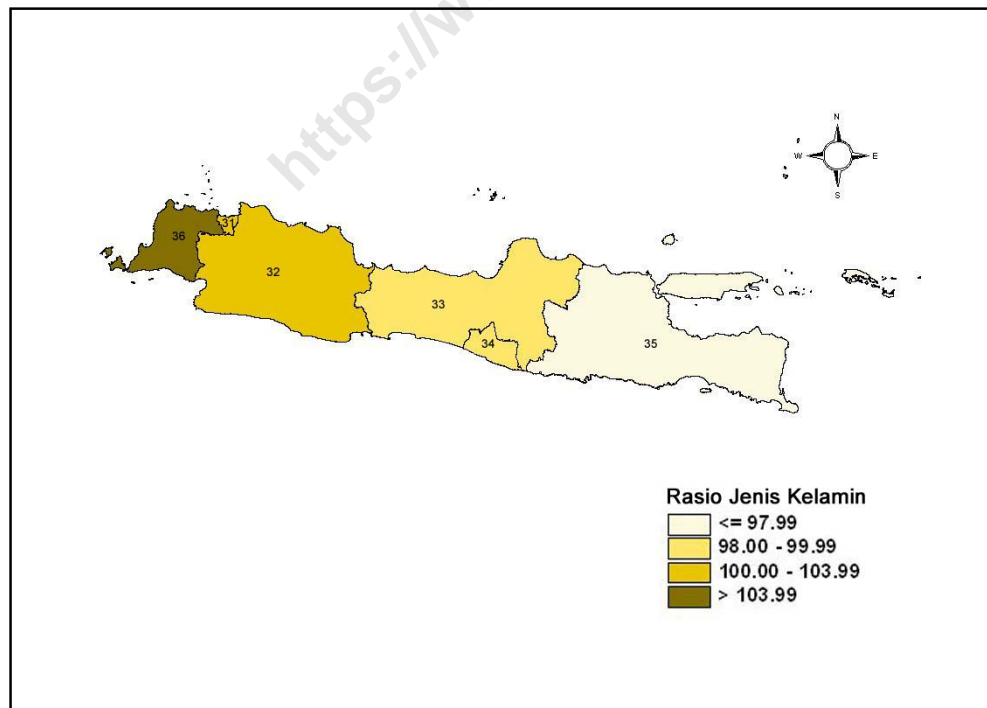 https://w
N
W E
S
36
31
32
33
34
35
Rasio Jenis Kelamin
<= 97.99
98.00 - 99.99
100.00 - 103.99
> 103.99